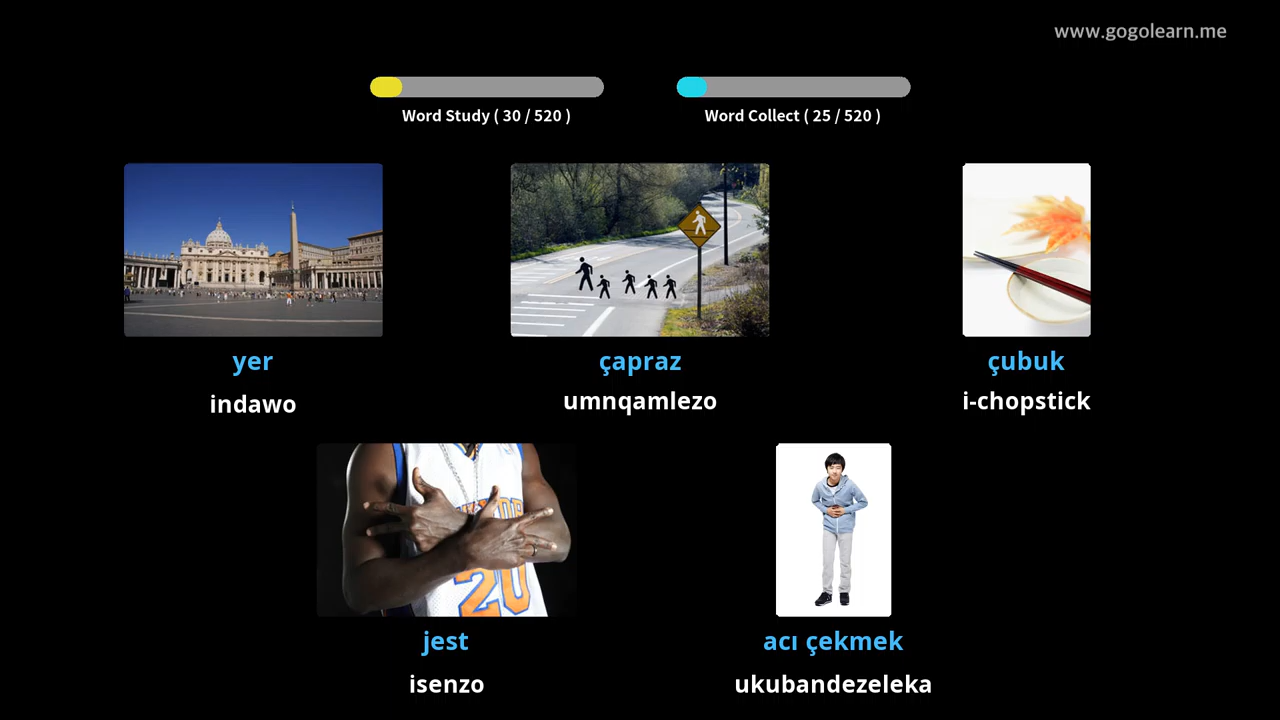 www.gogolearn.me
Word Study ( 30 / 520 )
Word Collect ( 25 / 520 )
yer
çapraz
çubuk
indawo
umnqamlezo
i-chopstick
20
jest
acı çekmek
isenzo
ukubandezeleka